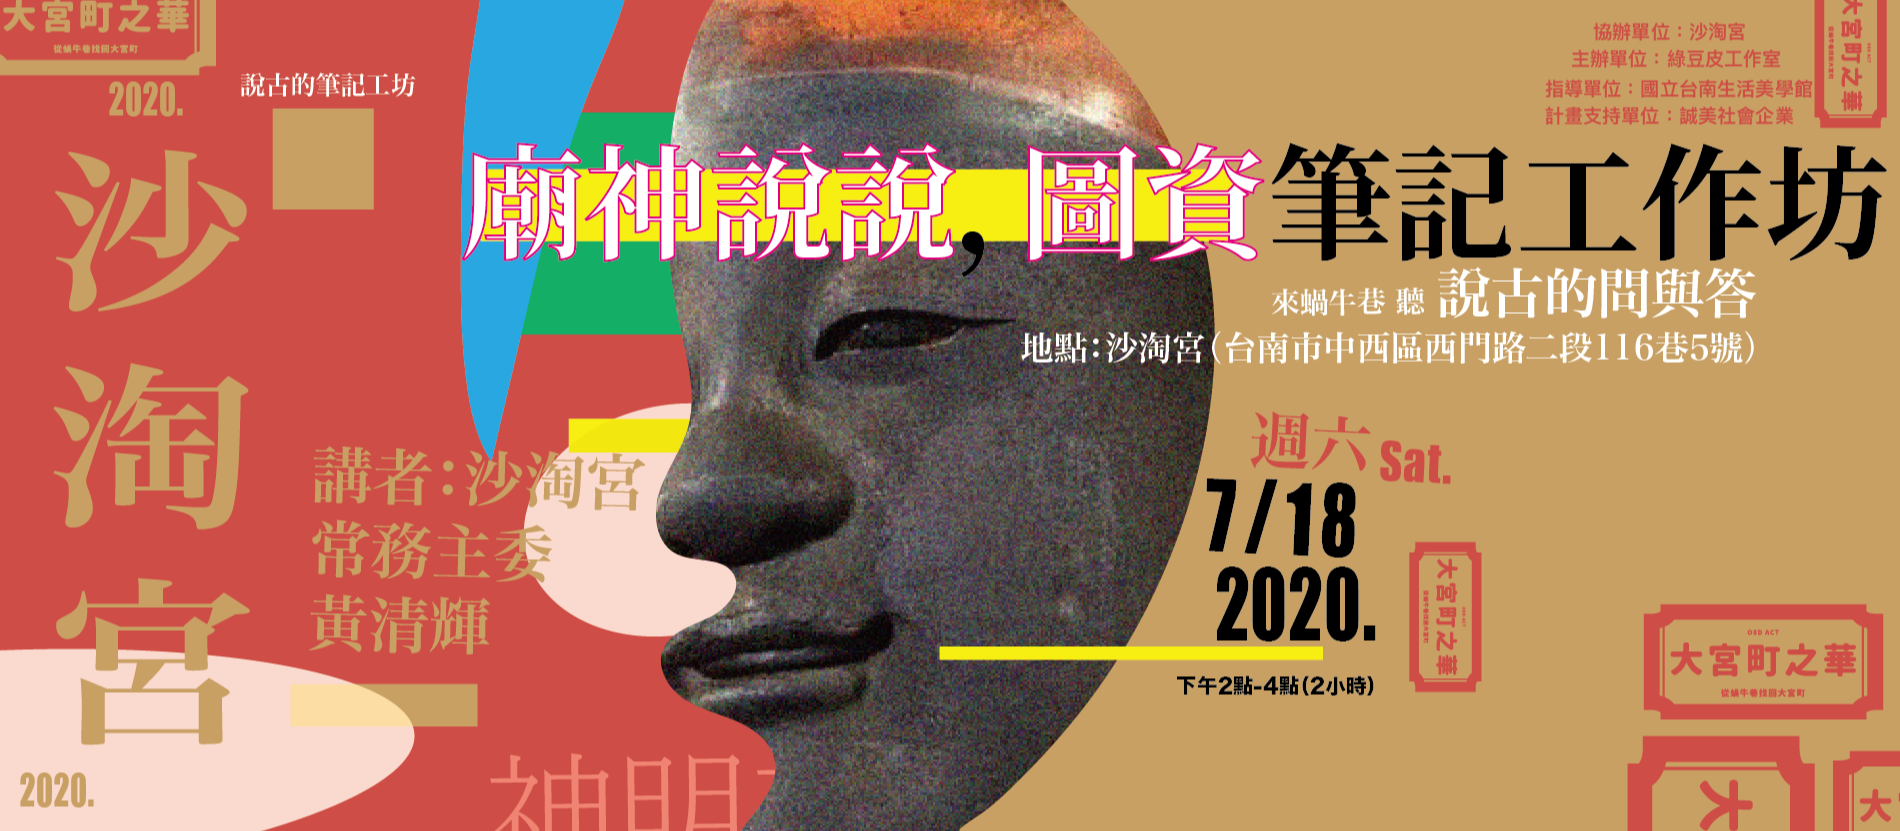 大宮町之華
從蝸牛巷找回大宮町
2020.
說古的筆記工坊
沙淘宮
講者：沙淘宮
常務主委
黃清輝
2020.
神明
廟神說說，圖資筆記工作坊
來蝸牛巷 聽 說古的問與答
地點：沙淘宮（台南市中西區西門路二段116巷5號）
協辦單位：沙淘宮
主辦單位：綠豆皮工作室
指導單位：國立台南生活美學館
計畫支持單位：誠美社會企業
大宮町之華
週六 Sat.
7/18
2020.
下午2點-4點（2小時）
大宮町之華
OBD ACT
大宮町之華
從蝸牛巷找回大宮町
大
大